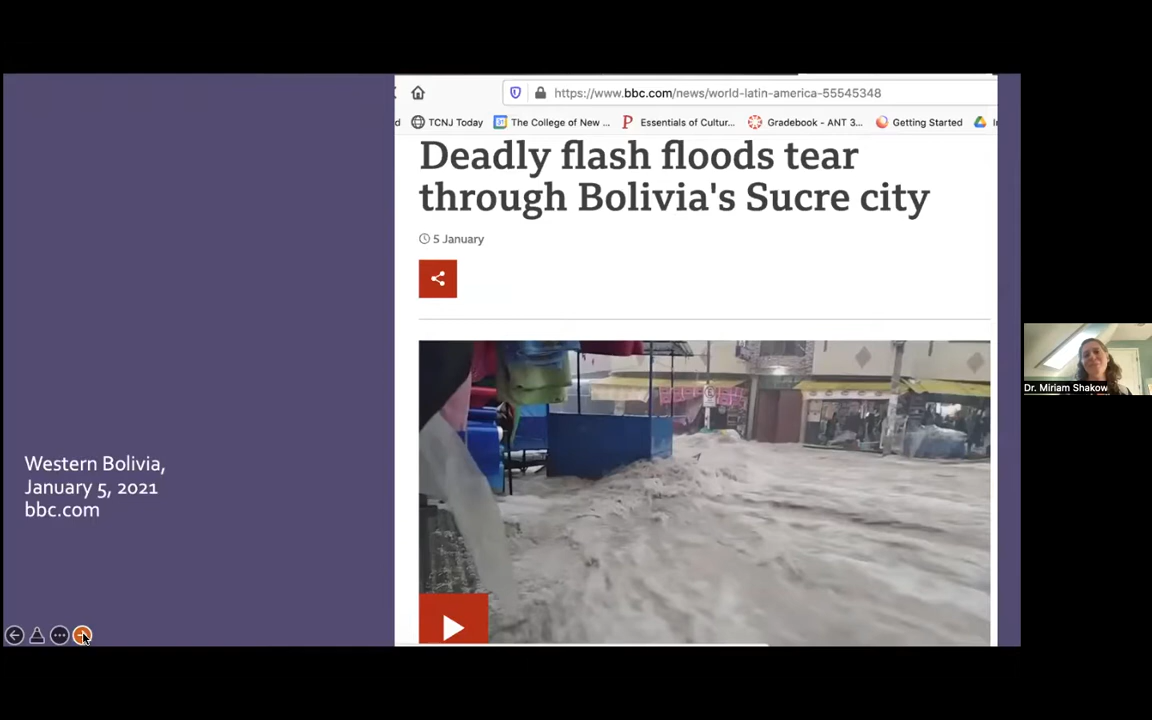 https://www.bbc.com/news/world-latin-america-55545348
TCNJ Today
The College of New ...
Essentials of Cultur...
Gradebook - ANT 3...
Getting Started
Deadly flash floods tear
through Bolivia's Sucre city
5 January
Western Bolivia,
January 5, 2021
bbc.com
Dr. Miriam Shakow